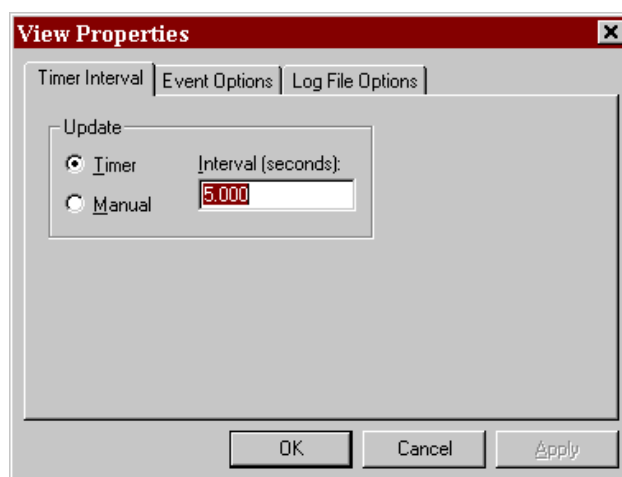 View Properties
Timer Interval Event Options Log File Options
Update
Timer Interval (seconds):
Manual 5.000
OK Cancel Apply